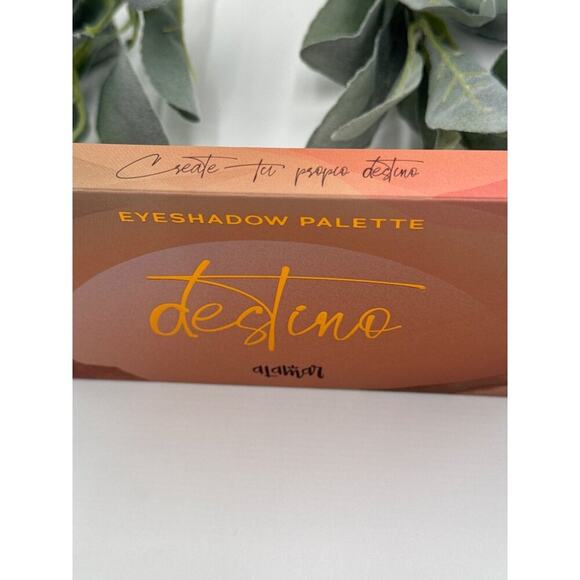 Create tu propio destino
EYESHADOW PALETTE
destino
alamar